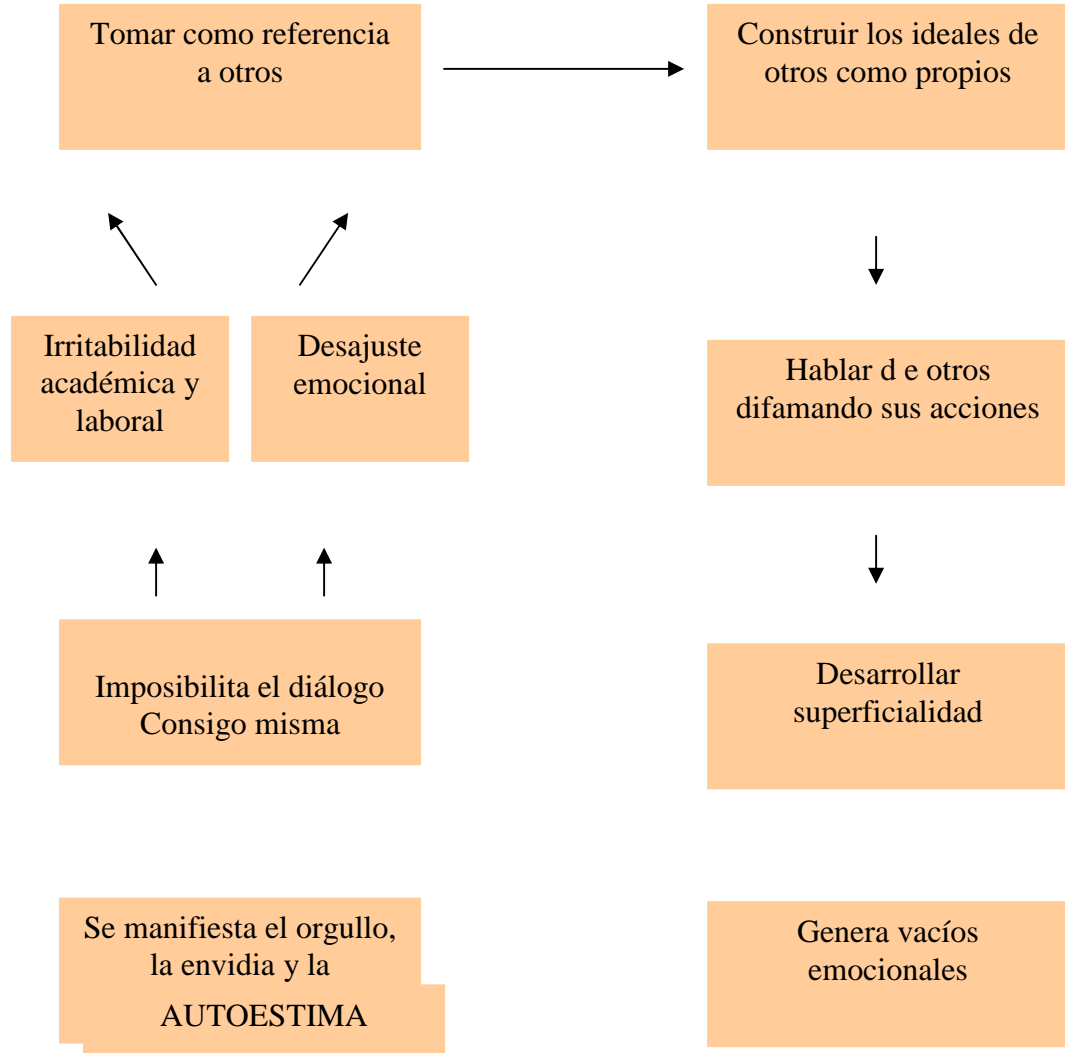 Tomar como referencia
a otros
Construir los ideales de
otros como propios
Irritabilidad
académica y
laboral
Desajuste
emocional
Hablar d e otros
difamando sus acciones
Imposibilita el diálogo
Consigo misma
Desarrollar
superficialidad
Se manifiesta el orgullo,
la envidia y la
AUTOESTIMA
Genera vacíos
emocionales